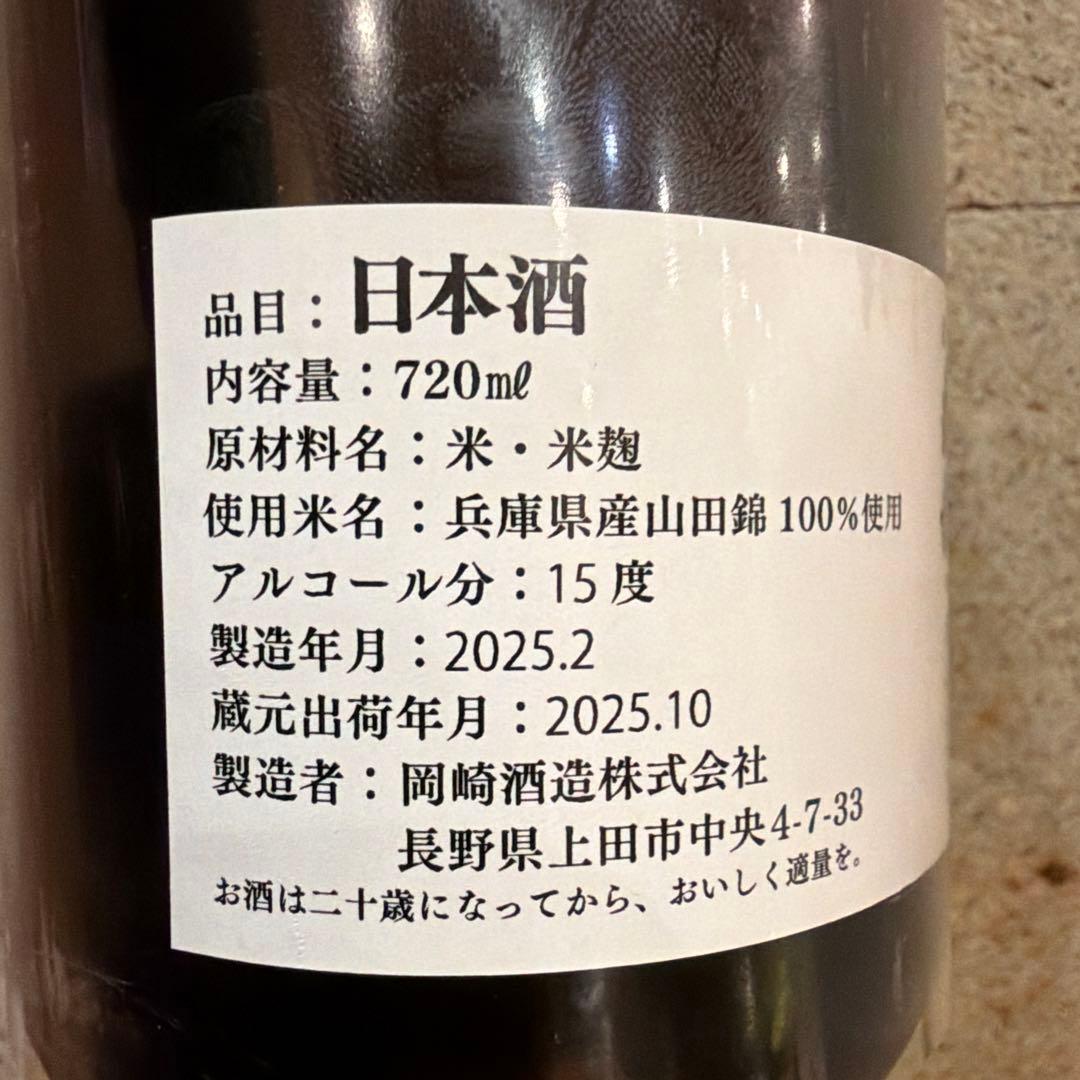 品目：日本酒
内容量：720㎖
原材料名：米・米麹
使用米名：兵庫県産山田錦100%使用
アルコール分：15度
製造年月：2025.2
蔵元出荷年月：2025.10
製造者：岡崎酒造株式会社
長野県上田市中央4-7-33
お酒は二十歳になってから、おいしく適量を。